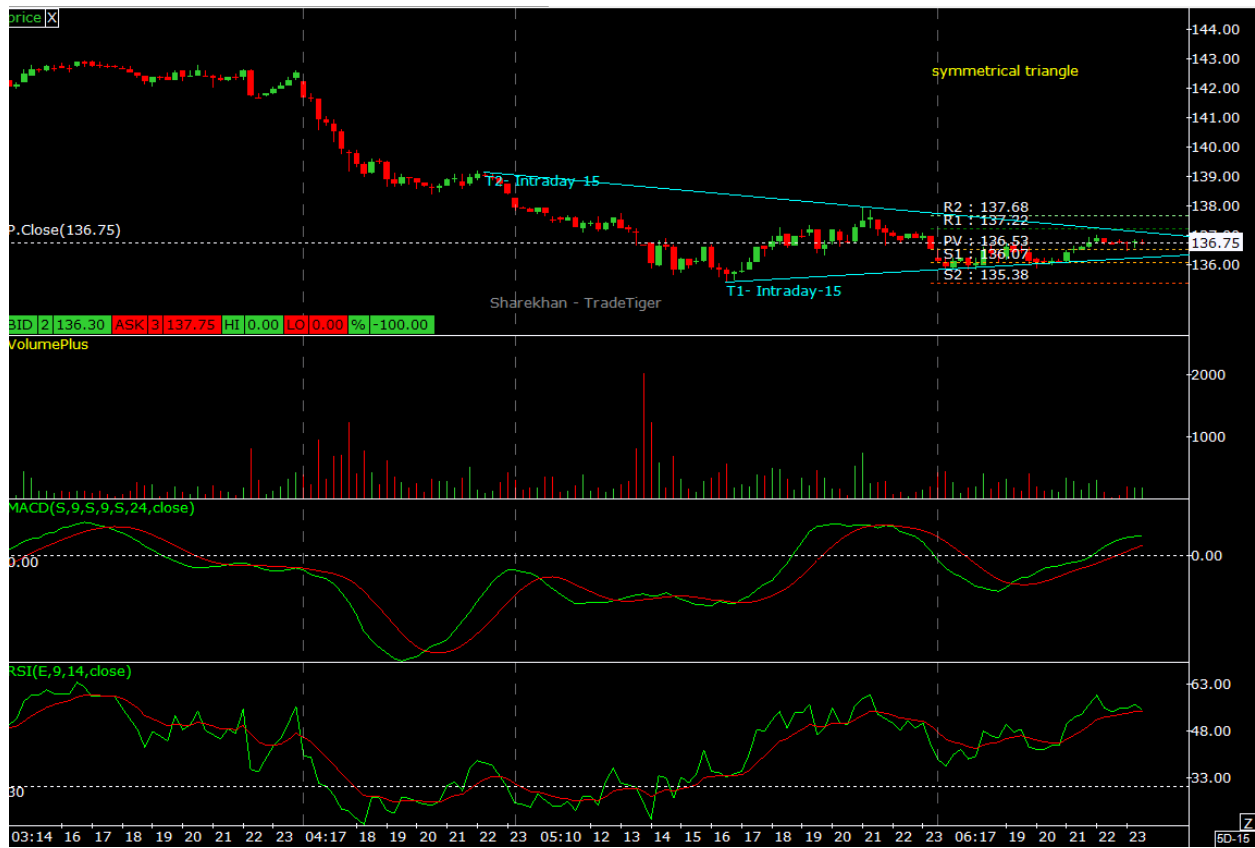 price X
144.00
143.00
symmetrical triangle
142.00
141.00
140.00
139.00
T2- Intraday-15
138.00
R2 : 137.68
R1 : 137.22
P.Close(136.75)
PV : 136.53
136.75
S1 : 136.07
136.00
S2 : 135.38
T1- Intraday-15
Sharekhan - TradeTiger
BID 2 136.30 ASK 3 137.75 HI 0.00 LO 0.00 % -100.00
VolumePlus
2000
1000
MACD(S,9,S,9,S,24,close)
0.00 0.00
RSI(E,9,14,close)
63.00
48.00
33.00
30
03:14 16 17 18 19 20 21 22 23 04:17 18 19 20 21 22 23 05:10 12 13 14 15 16 17 18 19 20 21 22 23 06:17 19 20 21 22 23
Z
5D-15